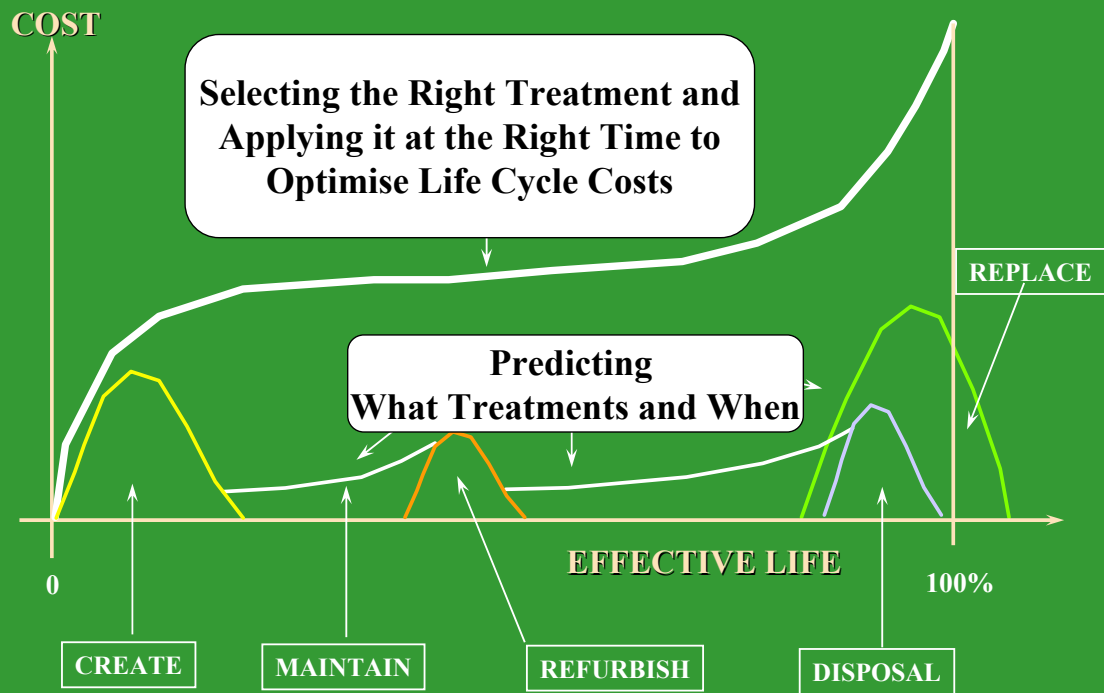 COST
Selecting the Right Treatment and
Applying it at the Right Time to
Optimise Life Cycle Costs
REPLACE
Predicting
What Treatments and When
EFFECTIVE LIFE
0
100%
CREATE
MAINTAIN
REFURBISH
DISPOSAL